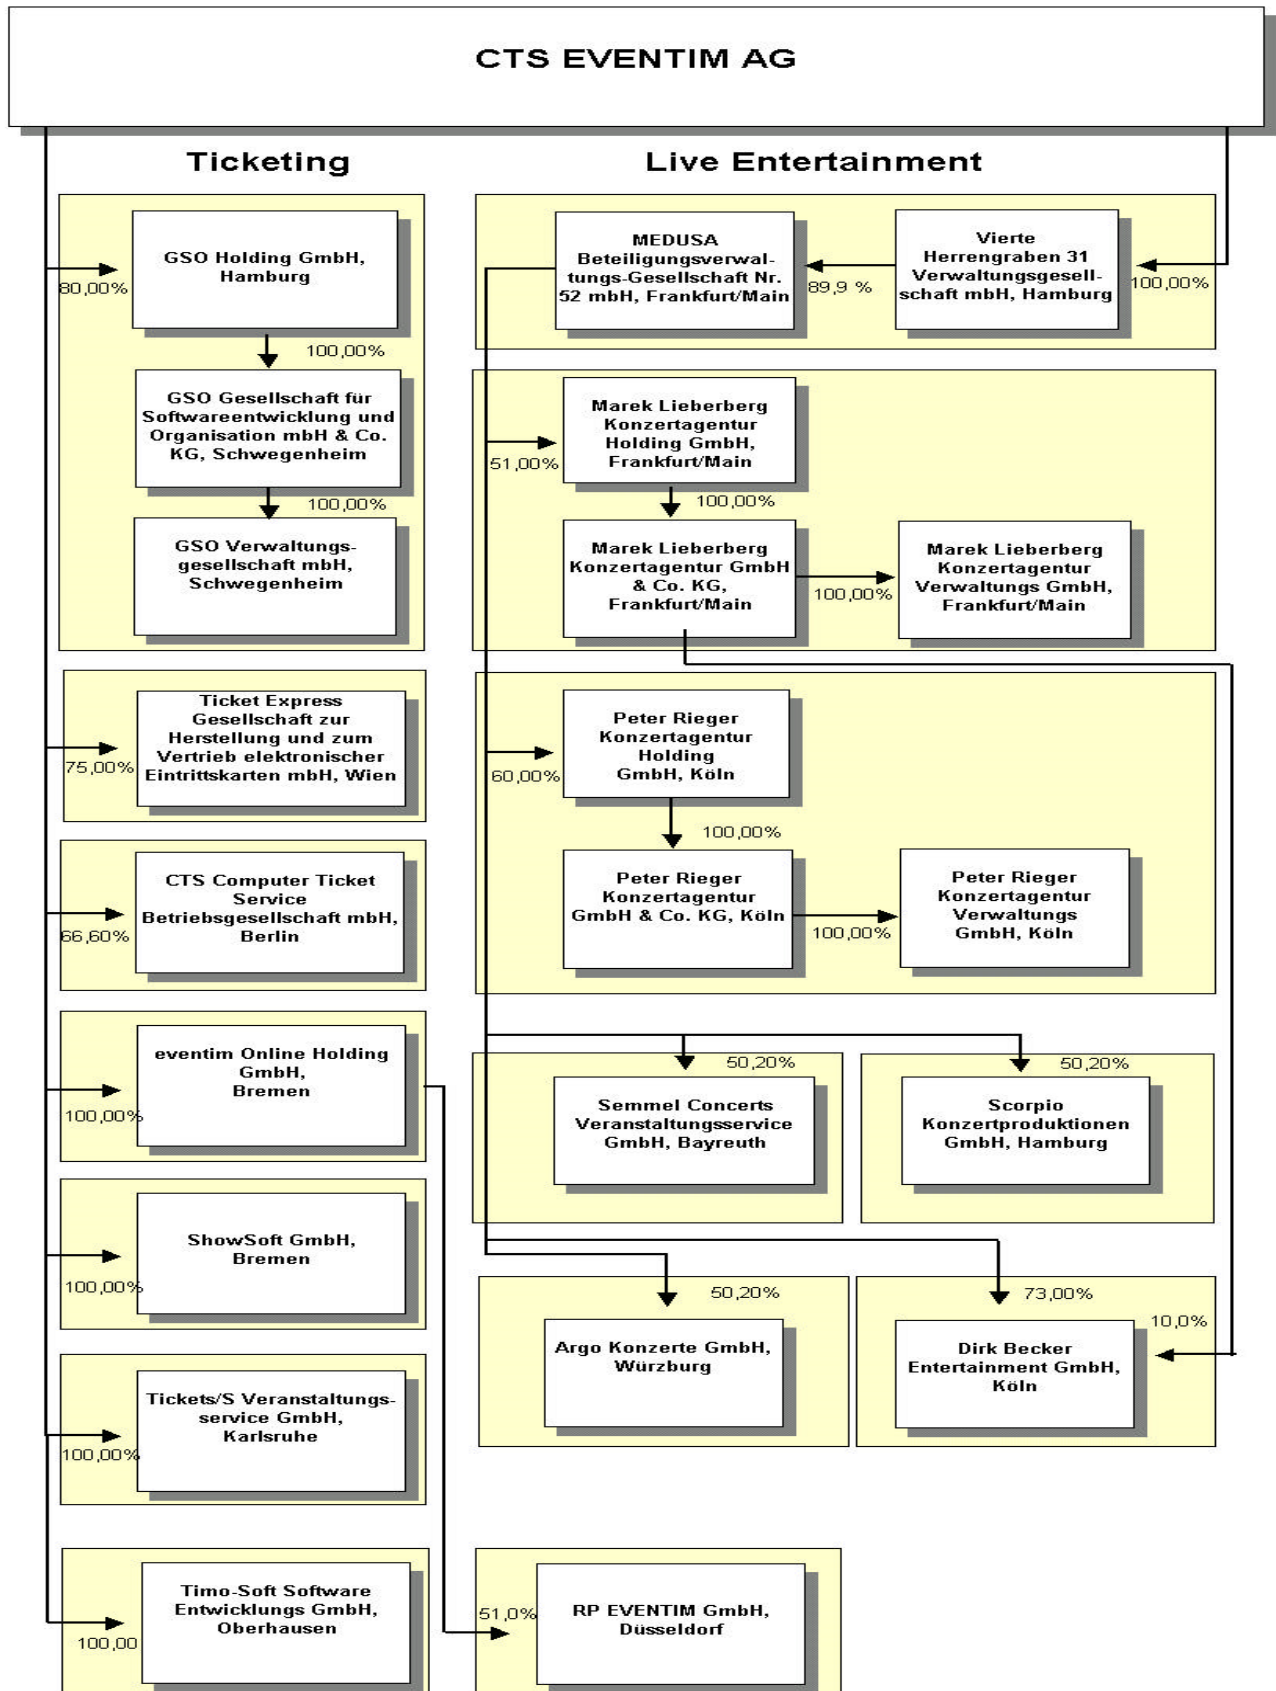 CTS EVENTIM AG
Ticketing
Live Entertainment
GSO Holding GmbH,
Hamburg
80,00%
100,00%
GSO Gesellschaft für
Softwareentwicklung und
Organisation mbH & Co.
KG, Schwegenheim
100,00%
GSO Verwaltungs-
gesellschaft mbH,
Schwegenheim
Ticket Express
Gesellschaft zur
Herstellung und zum
Vertrieb elektronischer
Eintrittskarten mbH, Wien
75,00%
CTS Computer Ticket
Service
Betriebsgesellschaft mbH,
Berlin
66,60%
eventim Online Holding
GmbH,
Bremen
100,00%
ShowSoft GmbH,
Bremen
100,00%
Tickets/S Veranstaltungs-
service GmbH,
Karlsruhe
100,00%
Timo-Soft Software
Entwicklungs GmbH,
Oberhausen
100,00
MEDUSA
Beteiligungsverwal-
tungs-Gesellschaft Nr.
52 mbH, Frankfurt/Main
89,9 %
Vierte
Herrengraben 31
Verwaltungsgesell-
schaft mbH, Hamburg
100,00%
Marek Lieberberg
Konzertagentur
Holding GmbH,
Frankfurt/Main
51,00%
100,00%
Marek Lieberberg
Konzertagentur GmbH
& Co. KG,
Frankfurt/Main
100,00%
Marek Lieberberg
Konzertagentur
Verwaltungs GmbH,
Frankfurt/Main
Peter Rieger
Konzertagentur
Holding
GmbH, Köln
60,00%
100,00%
Peter Rieger
Konzertagentur
GmbH & Co. KG, Köln
100,00%
Peter Rieger
Konzertagentur
Verwaltungs
GmbH, Köln
50,20%
Semmel Concerts
Veranstaltungsservice
GmbH, Bayreuth
50,20%
Scorpio
Konzertproduktionen
GmbH, Hamburg
50,20%
Argo Konzerte GmbH,
Würzburg
73,00%
10,0%
Dirk Becker
Entertainment GmbH,
Köln
51,0%
RP EVENTIM GmbH,
Düsseldorf